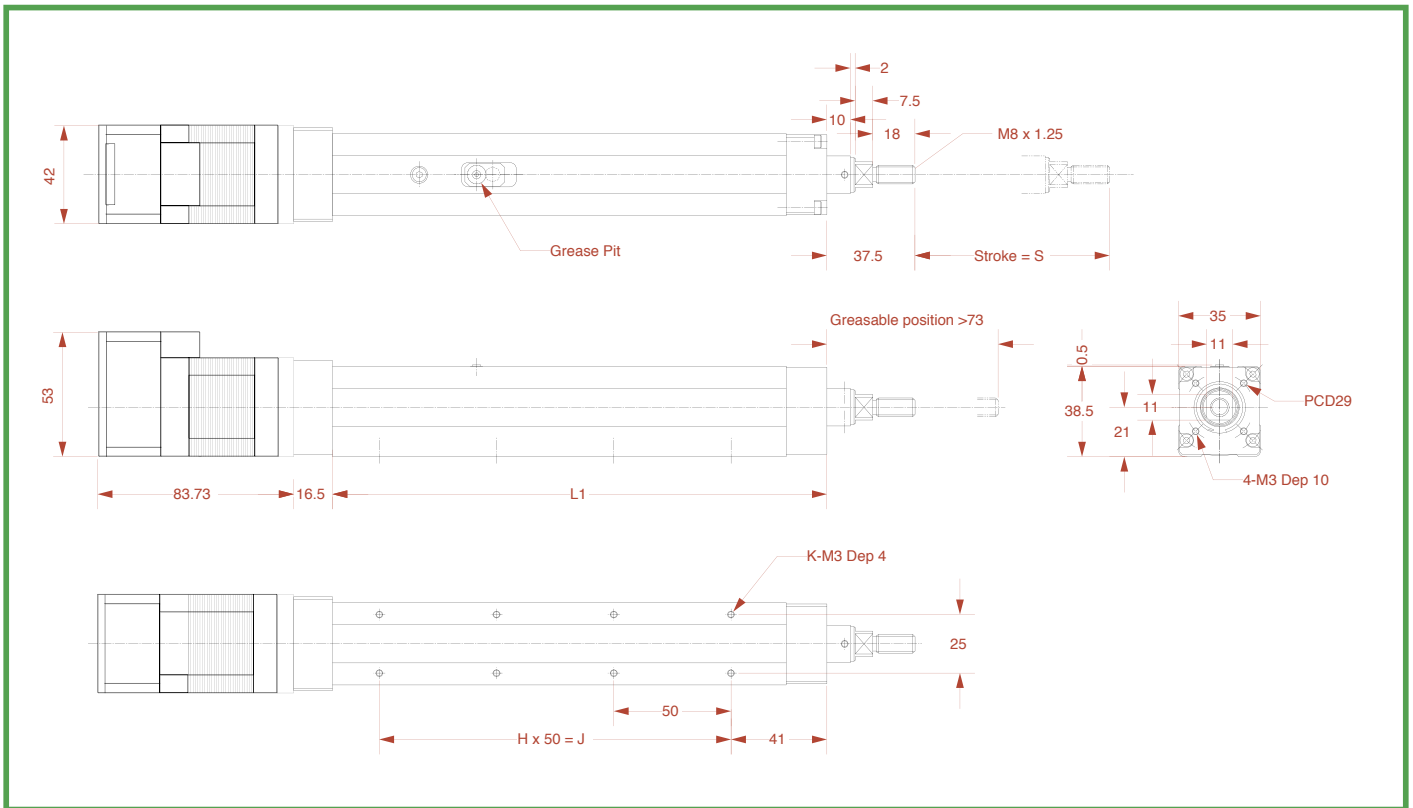 2
7.5
10
18
M8 x 1.25
42
Grease Pit
37.5
Stroke = S
Greasable position >73
35
0.5
11
53
38.5
11
PCD29
21
4-M3 Dep 10
83.73
16.5
L1
K-M3 Dep 4
25
50
H x 50 = J
41